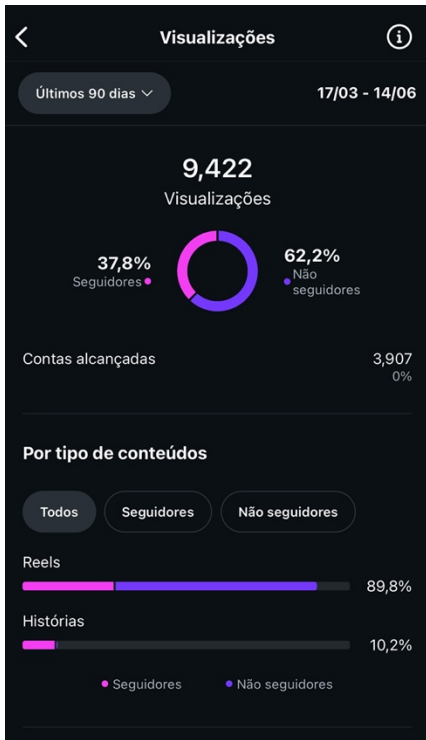 Visualizações
Últimos 90 dias
17/03 - 14/06
9,422
Visualizações
37,8%
Seguidores
62,2%
Não
seguidores
Contas alcançadas
3,907
0%
Por tipo de conteúdos
Todos
Seguidores
Não seguidores
Reels
89,8%
Histórias
10,2%
Seguidores
Não seguidores